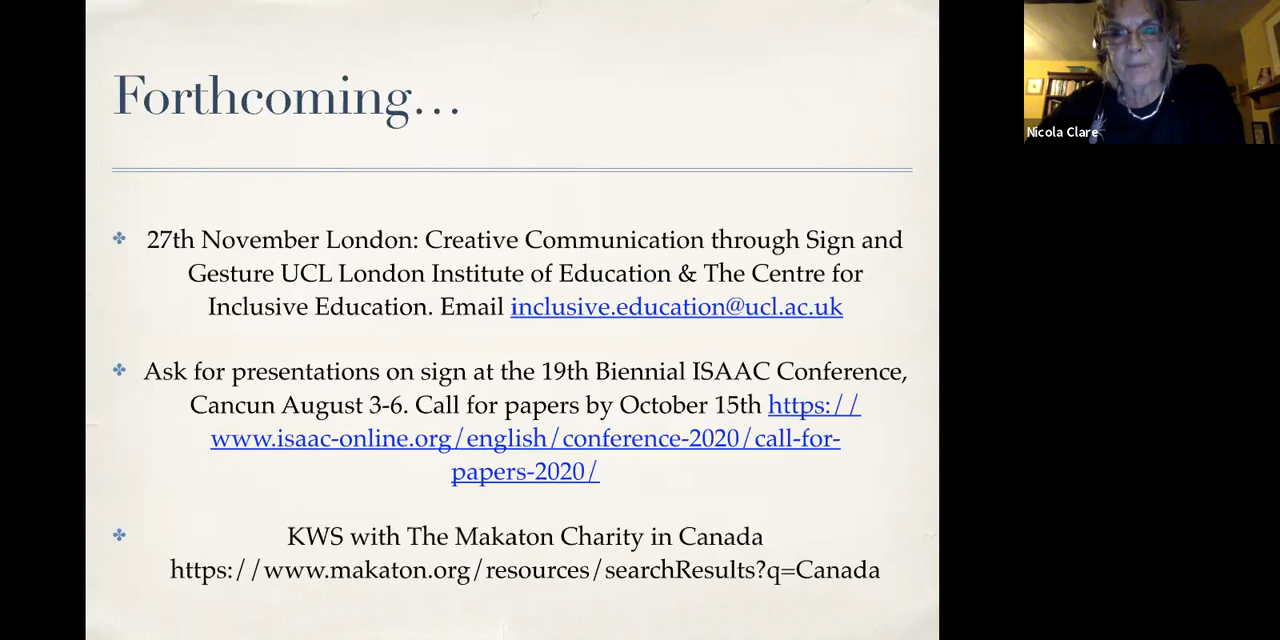 Forthcoming…
27th November London: Creative Communication through Sign and
Gesture UCL London Institute of Education & The Centre for
Inclusive Education. Email inclusive.education@ucl.ac.uk
Ask for presentations on sign at the 19th Biennial ISAAC Conference,
Cancun August 3-6. Call for papers by October 15th https://
www.isaac-online.org/english/conference-2020/call-for-
papers-2020/
KWS with The Makaton Charity in Canada
https://www.makaton.org/resources/searchResults?q=Canada
Nicola Clare